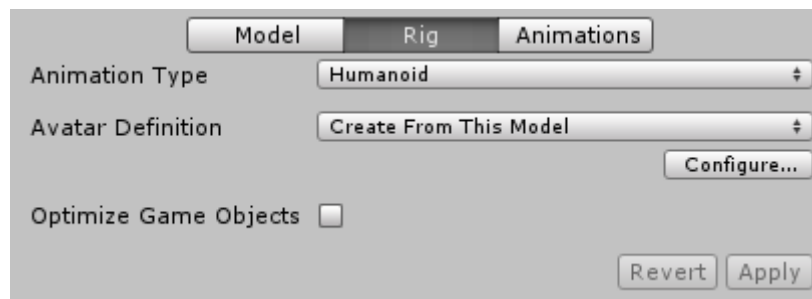 Model Rig Animations
Animation Type Humanoid
Avatar Definition Create From This Model
Configure...
Optimize Game Objects
Revert Apply